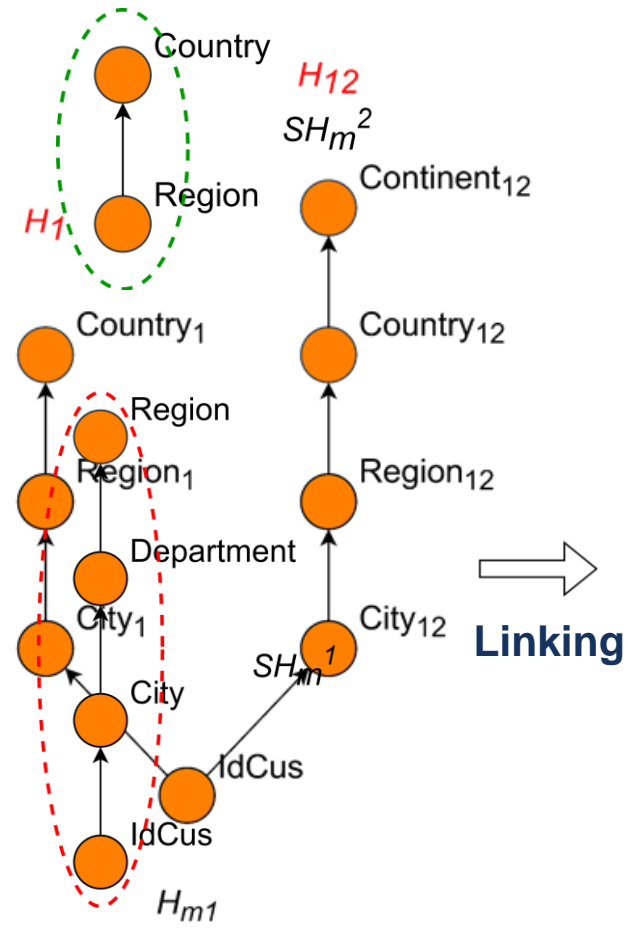 Country
H12
SHm2
Continent12
Region
H1
Country1
Country12
Region
Region1
Region12
Department
City1
City12
Linking
SHm1
City
IdCus
IdCus
Hm1